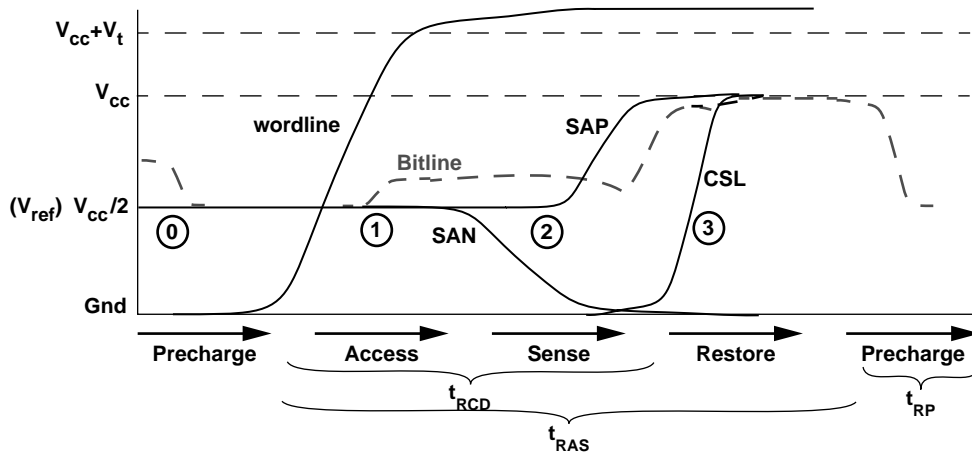 Vcc+Vt
Vcc
wordline
SAP
Bitline
CSL
(Vref) Vcc/2
0
1
SAN
2
3
Gnd
Precharge Access Sense Restore Precharge
tRCD
tRP
tRAS